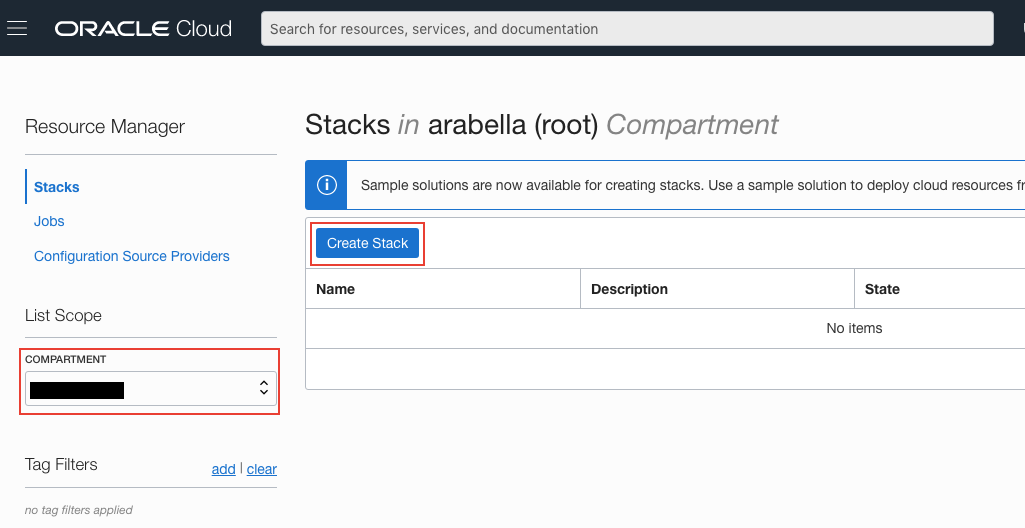 ORACLE Cloud
Search for resources, services, and documentation
Resource Manager
Stacks
Jobs
Configuration Source Providers
List Scope
COMPARTMENT
Tag Filters
add | clear
no tag filters applied
Stacks in arabella (root) Compartment
Sample solutions are now available for creating stacks. Use a sample solution to deploy cloud resources
Create Stack
Name Description State
No items